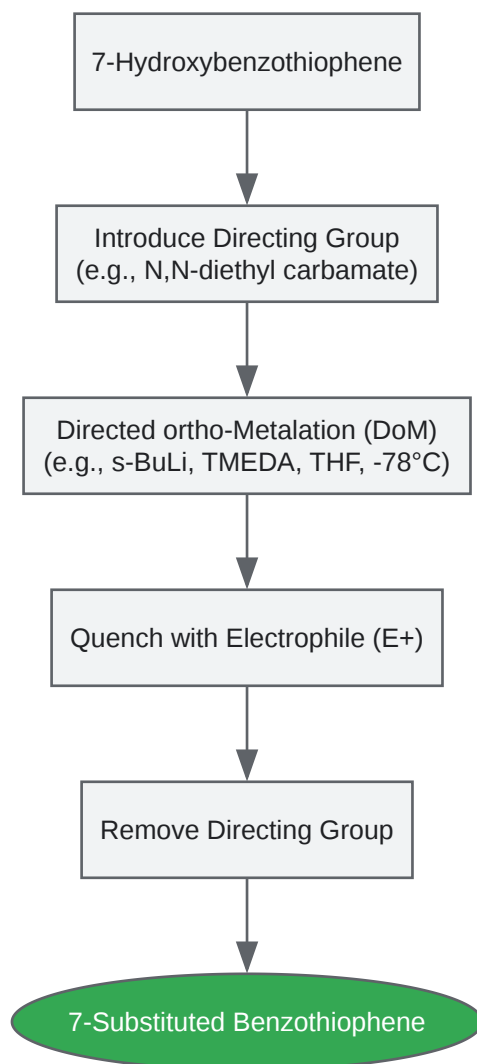 7-Hydroxybenzothiophene
Introduce Directing Group
(e.g., N,N-diethyl carbamate)
Directed ortho-Metalation (DoM)
(e.g., s-BuLi, TMEDA, THF, -78°C)
Quench with Electrophile (E+)
Remove Directing Group
7-Substituted Benzothiophene